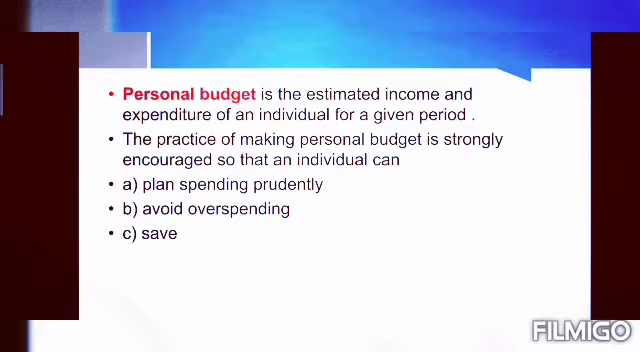 • Personal budget is the estimated income and
expenditure of an individual for a given period .
• The practice of making personal budget is strongly
encouraged so that an individual can
• a) plan spending prudently
• b) avoid overspending
• c) save
FILMIGO